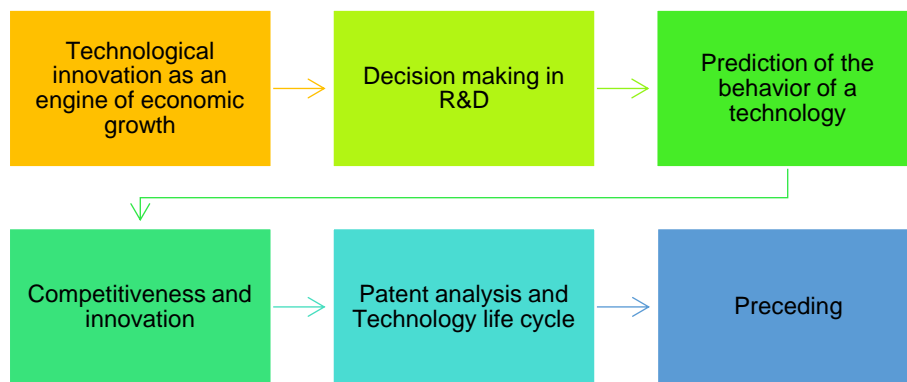 Technological
innovation as an
engine of economic
growth
Decision making in
R&D
Prediction of the
behavior of a
technology
Competitiveness and
innovation
Patent analysis and
Technology life cycle
Preceding